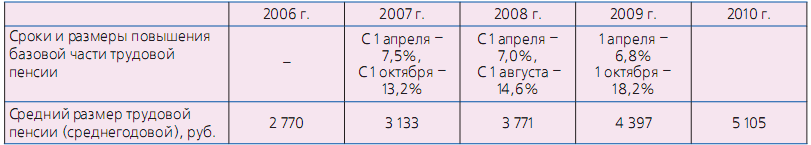 2006 г. 2007 г. 2008 г. 2009 г. 2010 г.
Сроки и размеры повышения базовой части трудовой пенсии – С 1 апреля – 7,5%, С 1 октября – 13,2% С 1 апреля – 7,0%, С 1 августа – 14,6% 1 апреля – 6,8% 1 октября – 18,2%
Средний размер трудовой пенсии (среднегодовой), руб. 2 770 3 133 3 771 4 397 5 105